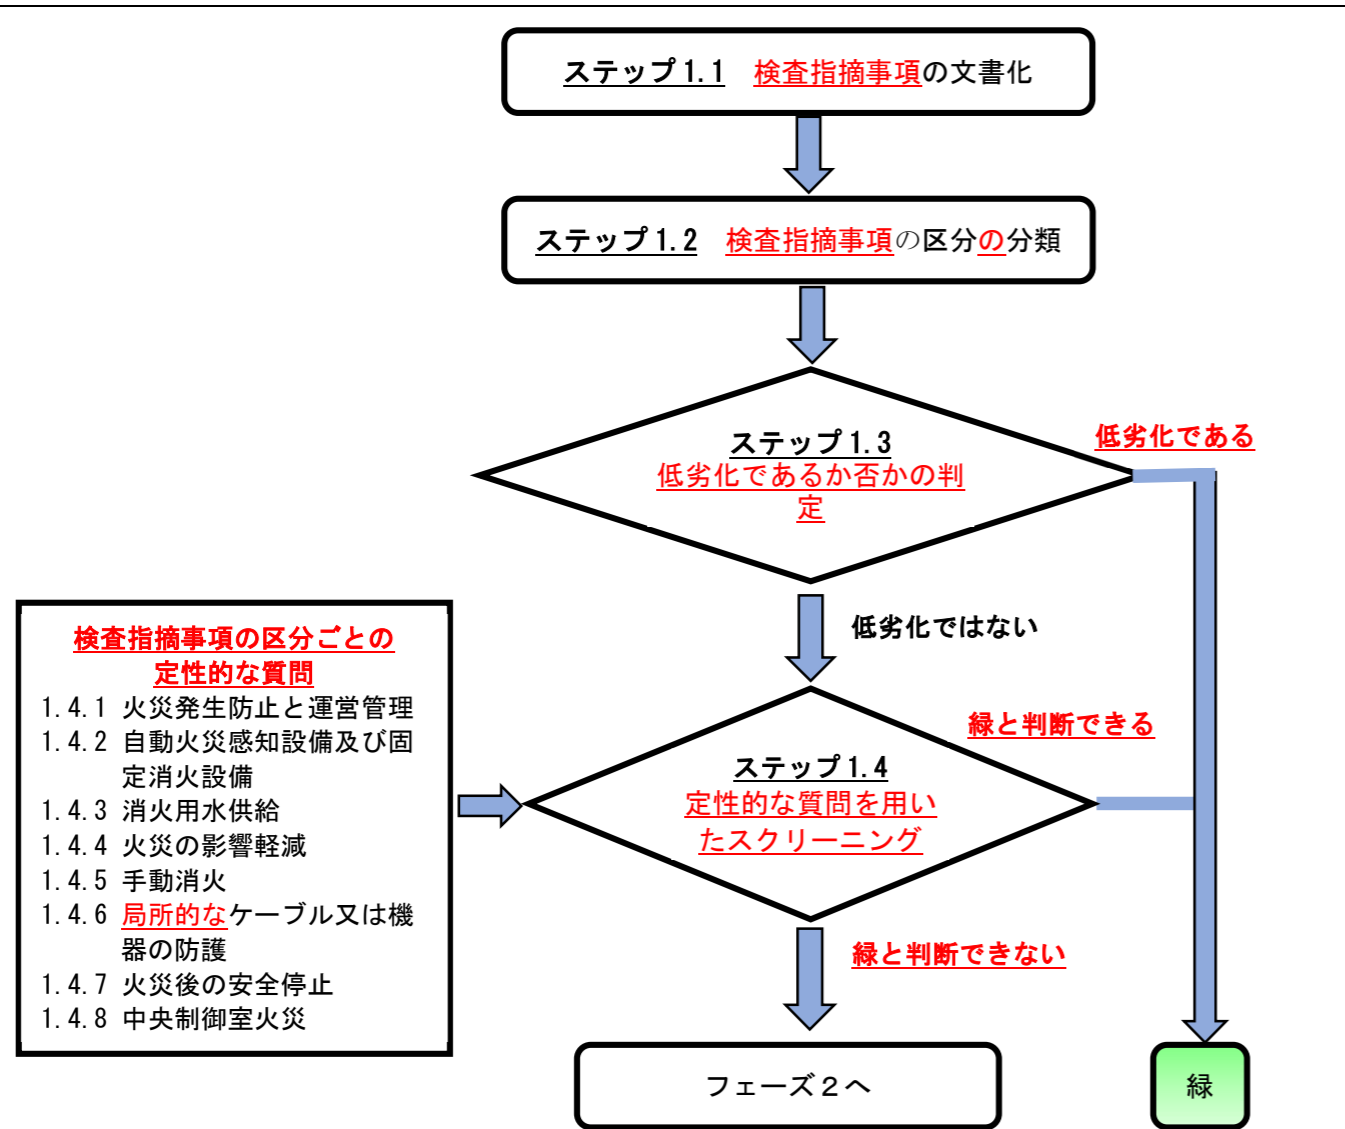 ステップ1.1 検査指摘事項の文書化
ステップ1.2 検査指摘事項の区分の分類
ステップ1.3
低劣化であるか否かの判
定
低劣化である
低劣化ではない
検査指摘事項の区分ごとの
定性的な質問
1.4.1 火災発生防止と運営管理
1.4.2 自動火災感知設備及び固
定消火設備
1.4.3 消火用水供給
1.4.4 火災の影響軽減
1.4.5 手動消火
1.4.6 局所的なケーブル又は機
器の防護
1.4.7 火災後の安全停止
1.4.8 中央制御室火災
ステップ1.4
定性的な質問を用い
たスクリーニング
緑と判断できる
緑と判断できない
フェーズ２へ
緑